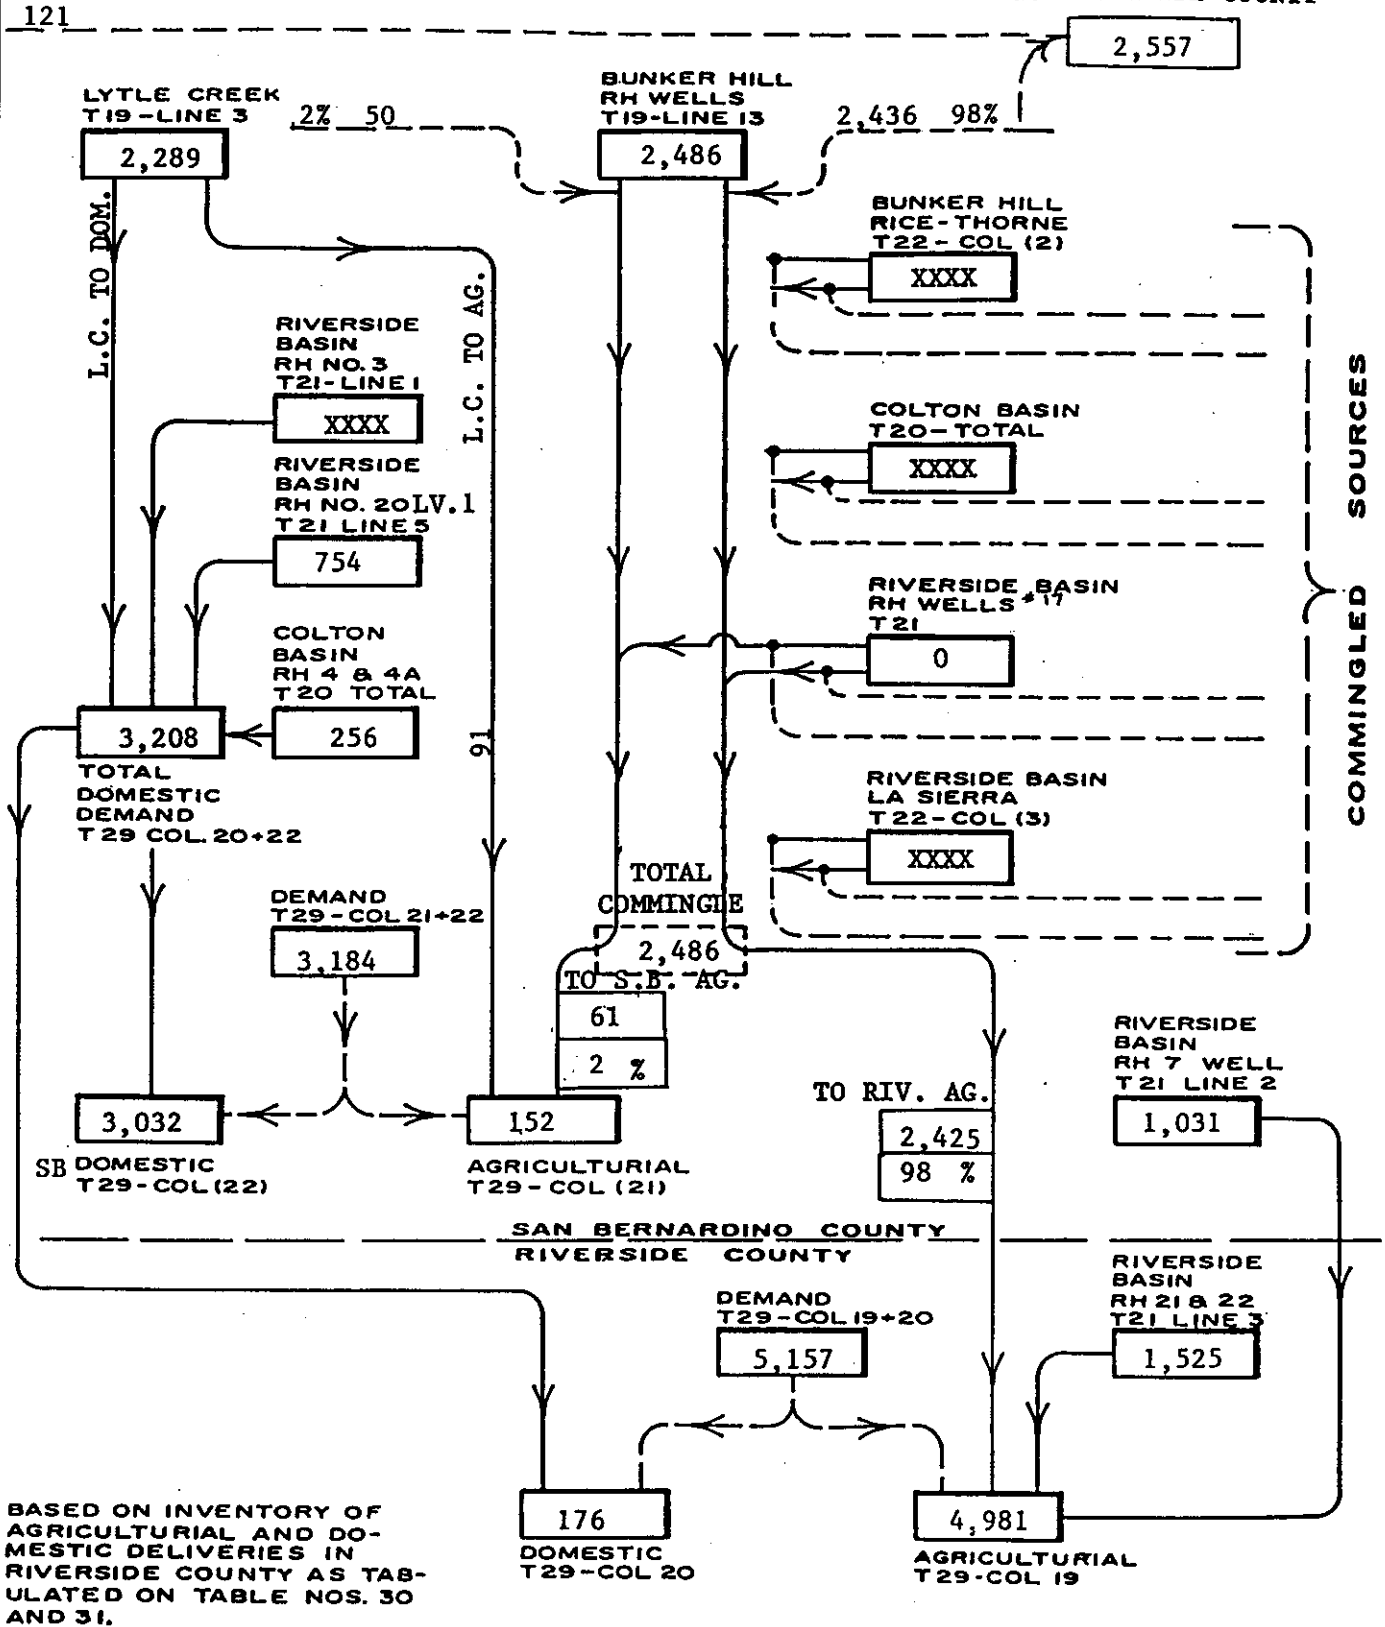 121
2,557
LYTLE CREEK
T19-LINE 3
2,289
2% 50
BUNKER HILL
RH WELLS
T19-LINE 13
2,486
2,436 98%
L.C. TO DOM.
L.C. TO AG.
BUNKER HILL
RICE-THORNE
T22-COL (2)
XXXX
RIVERSIDE
BASIN
RH NO. 3
T21-LINE 1
XXXX
RIVERSIDE
BASIN
RH NO. 20 LV.1
T21 LINE 5
754
COLTON BASIN
T20-TOTAL
XXXX
COMMINGLED SOURCES
RIVERSIDE BASIN
RH WELLS #17
T21
0
COLTON
BASIN
RH 4 & 4A
T20 TOTAL
256
3,208
TOTAL
DOMESTIC
DEMAND
T29 COL. 20+22
91
RIVERSIDE BASIN
LA SIERRA
T22-COL (3)
XXXX
DEMAND
T29-COL 21+22
3,184
TOTAL
COMMINGLE
2,486
TO S.B. AG.
61
2 %
3,032
SB DOMESTIC
T29-COL (22)
152
AGRICULTURIAL
T29-COL (21)
TO RIV. AG.
2,425
98 %
RIVERSIDE
BASIN
RH 7 WELL
T21 LINE 2
1,031
SAN BERNARDINO COUNTY
RIVERSIDE COUNTY
RIVERSIDE
BASIN
RH 21 & 22
T21 LINE 3
1,525
DEMAND
T29-COL 19+20
5,157
176
DOMESTIC
T29-COL 20
4,981
AGRICULTURIAL
T29-COL 19
BASED ON INVENTORY OF
AGRICULTURIAL AND DO-
MESTIC DELIVERIES IN
RIVERSIDE COUNTY AS TAB-
ULATED ON TABLE NOS. 30
AND 31.